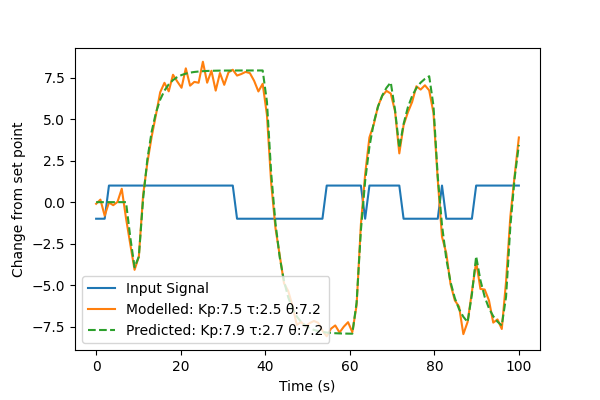 Change from set point
7.5
5.0
2.5
0.0
−2.5
−5.0
−7.5
Input Signal
Modelled: Kp:7.5 τ:2.5 θ:7.2
Predicted: Kp:7.9 τ:2.7 θ:7.2
0 20 40 60 80 100
Time (s)